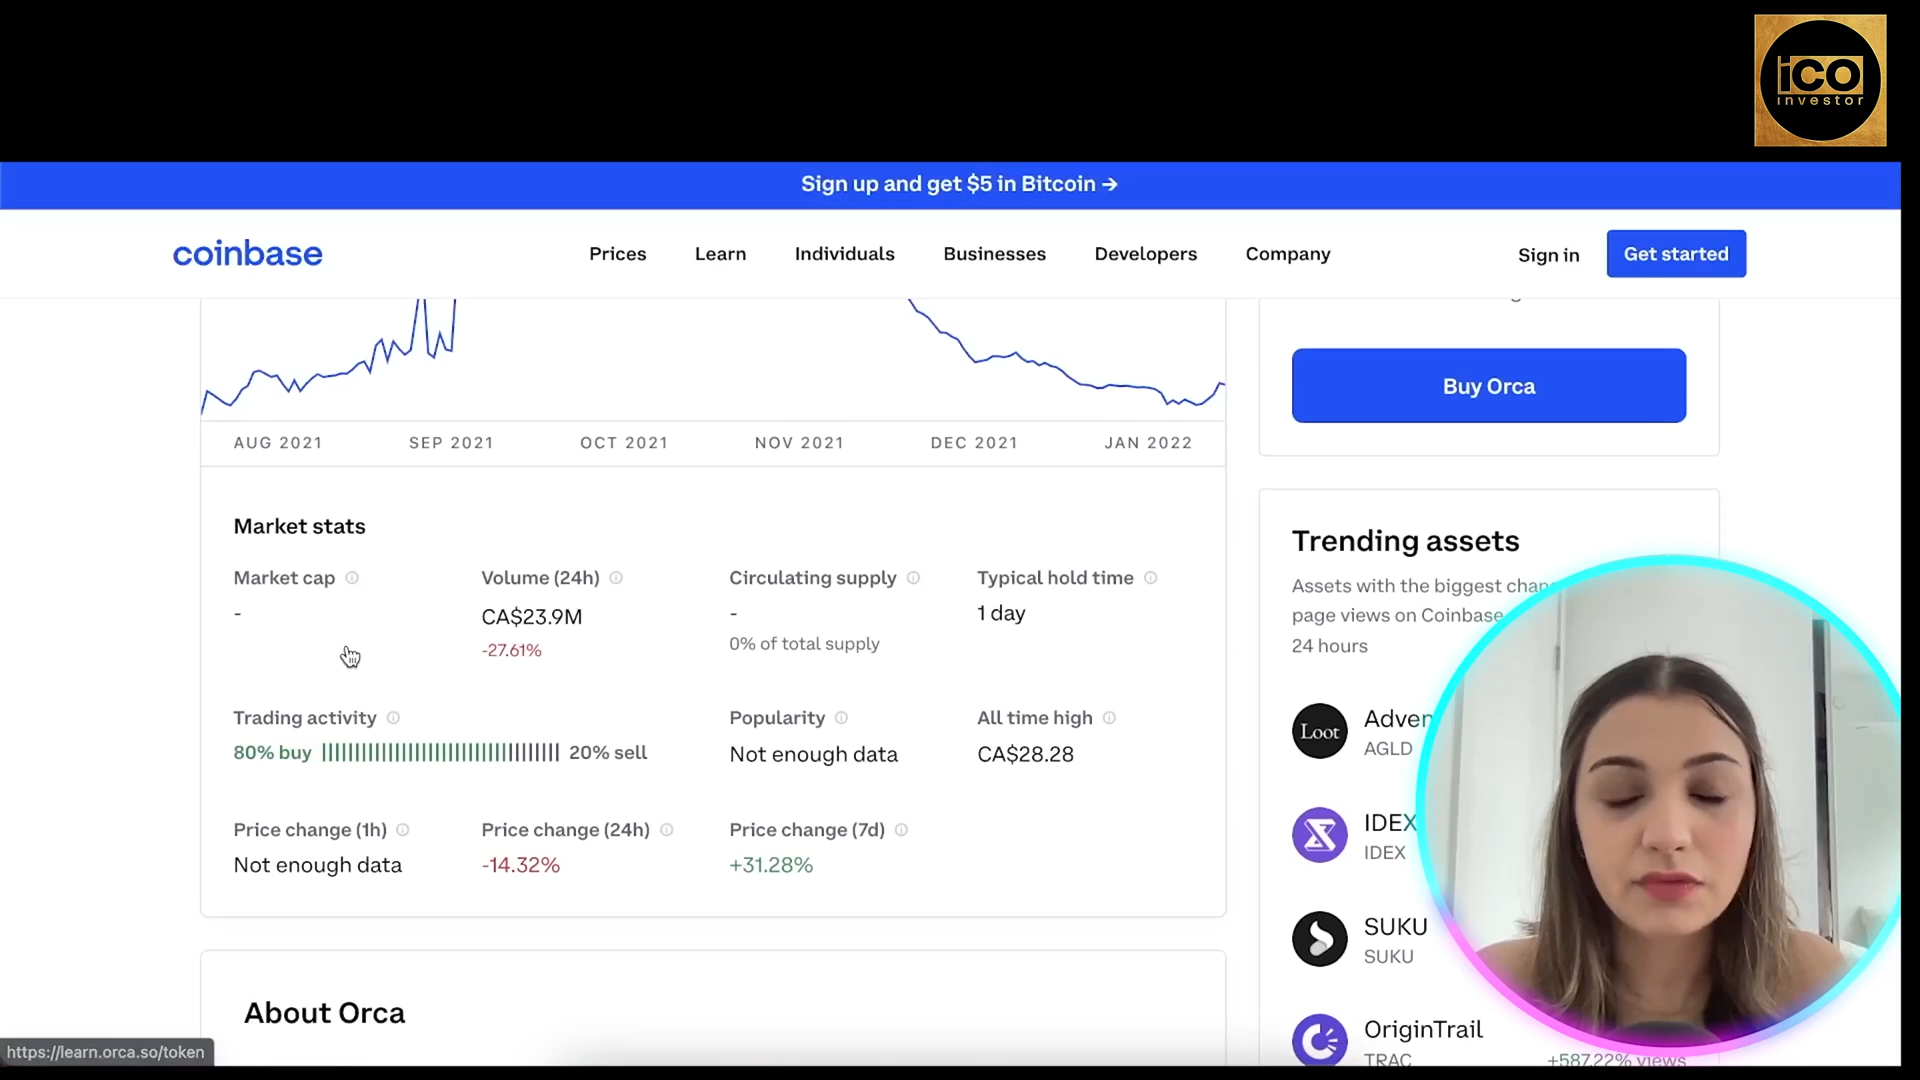 iCO
investor
Sign up and get $5 in Bitcoin →
coinbase
Prices
Learn
Individuals
Businesses
Developers
Company
Sign in
Get started
Buy Orca
AUG 2021
SEP 2021
OCT 2021
NOV 2021
DEC 2021
JAN 2022
Market stats
Market cap
-
Volume (24h)
CA$23.9M
-27.61%
Circulating supply
-
0% of total supply
Typical hold time
1 day
Trading activity
80% buy
20% sell
Popularity
Not enough data
All time high
CA$28.28
Price change (1h)
Not enough data
Price change (24h)
-14.32%
Price change (7d)
+31.28%
About Orca
Trending assets
Assets with the biggest
page views on Coinbase
24 hours
Loot
AGLD
IDEX
IDEX
SUKU
SUKU
OriginTrail
TRAC
+587.22% views
https://learn.orca.so/token